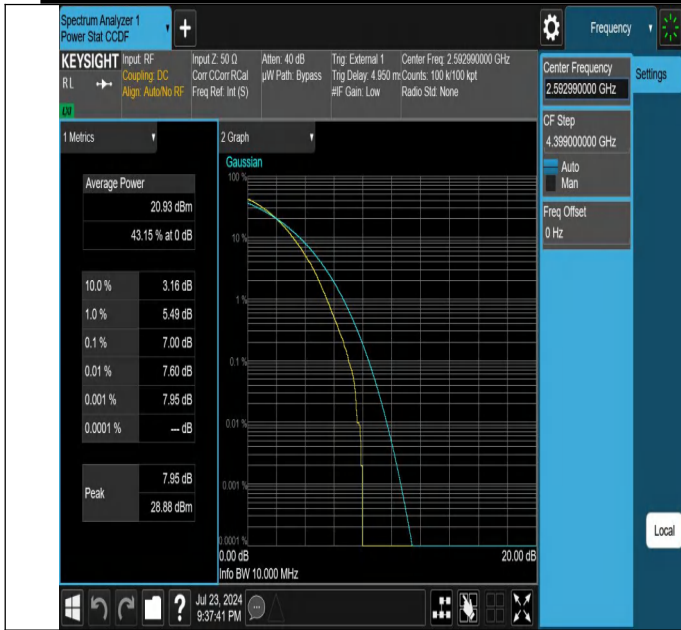 Spectrum Analyzer 1
Power Stat CCDF
Frequency
KEYSIGHT
RL
LXI
Input: RF
Coupling: DC
Align: Auto/No RF
Input Z: 50 Ω
Corr CCorr RCal
Freq Ref: Int (S)
Atten: 40 dB
µW Path: Bypass
Trig: External 1
Trig Delay: 4.950 m
#IF Gain: Low
Center Freq: 2.592990000 GHz
Counts: 100 k/100 kpt
Radio Std: None
Center Frequency
2.592990000 GHz
Settings
CF Step
4.399000000 GHz
Auto
Man
Freq Offset
0 Hz
1 Metrics
Average Power
20.93 dBm
43.15 % at 0 dB
10.0 % 3.16 dB
1.0 % 5.49 dB
0.1 % 7.00 dB
0.01 % 7.60 dB
0.001 % 7.95 dB
0.0001 % --- dB
Peak
7.95 dB
28.88 dBm
2 Graph
Gaussian
100 %
10 %
1 %
0.1 %
0.01 %
0.001 %
0.0001 %
0.00 dB 20.00 dB
Info BW 10.000 MHz
Local
?
Jul 23, 2024
9:37:41 PM